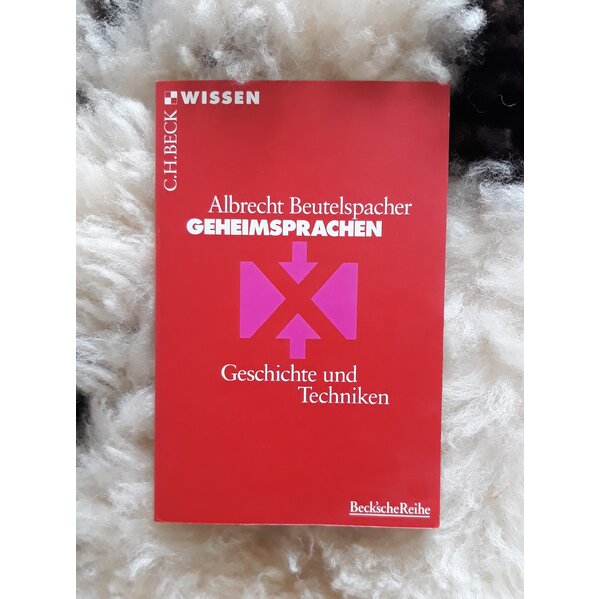 C.H.BECK WISSEN
Albrecht Beutelspacher
GEHEIMSPRACHEN
Geschichte und
Techniken
Beck'sche Reihe